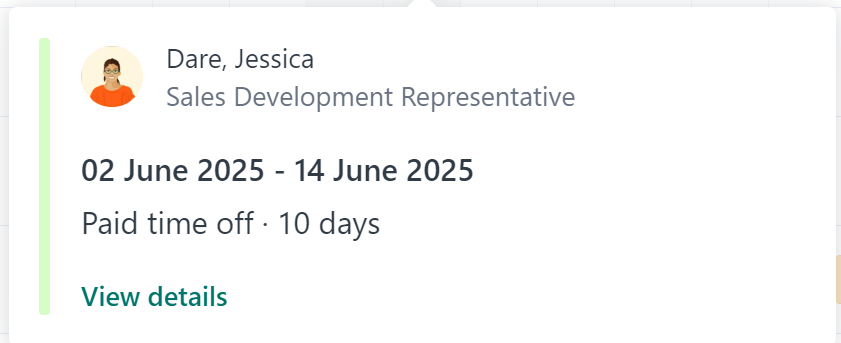 Dare, Jessica
Sales Development Representative
02 June 2025 - 14 June 2025
Paid time off · 10 days
View details